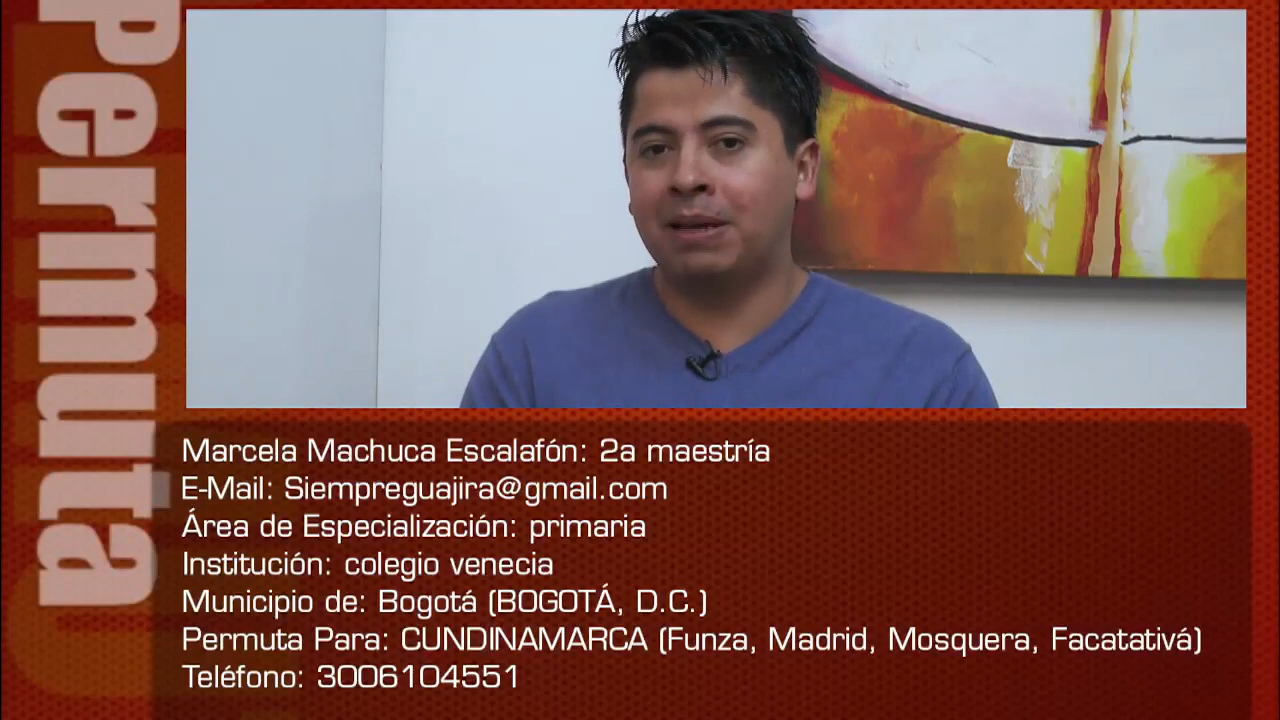 Permuta
Marcela Machuca Escalafón: 2a maestría
E-Mail: Siempreguajira@gmail.com
Área de Especialización: primaria
Institución: colegio venecia
Municipio de: Bogotá (BOGOTÁ, D.C.)
Permuta Para: CUNDINAMARCA (Funza, Madrid, Mosquera, Facatativá)
Teléfono: 3006104551